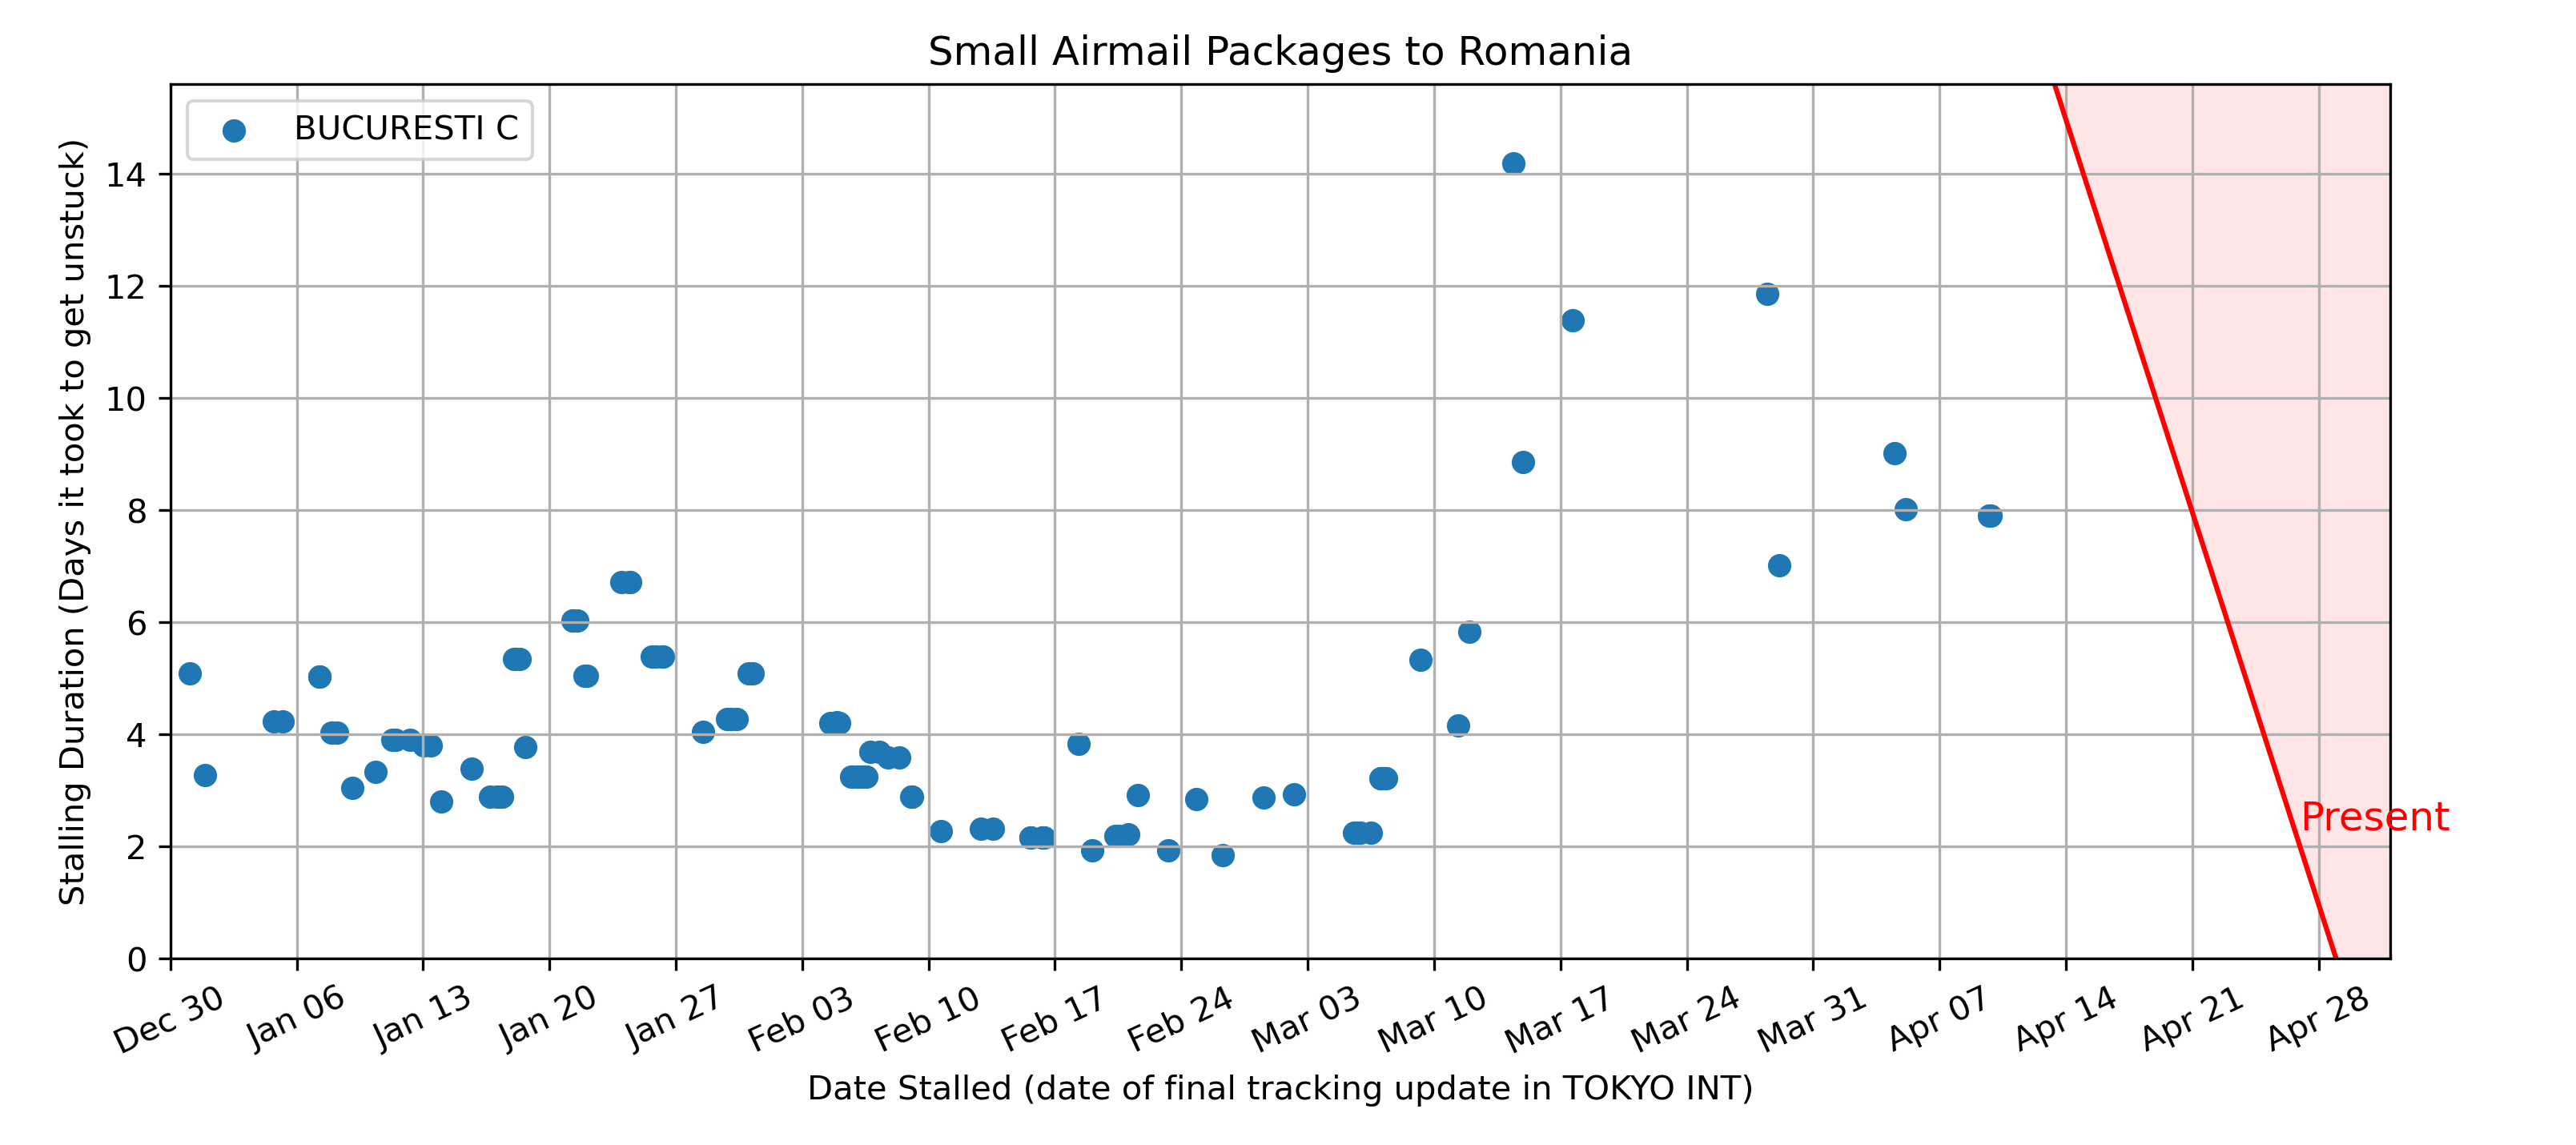 Small Airmail Packages to Romania
BUCURESTI C
Stalling Duration (Days it took to get unstuck)
14
12
10
8
6
4
2
0
Present
Dec 30
Jan 06
Jan 13
Jan 20
Jan 27
Feb 03
Feb 10
Feb 17
Feb 24
Mar 03
Mar 10
Mar 17
Mar 24
Mar 31
Apr 07
Apr 14
Apr 21
Apr 28
Date Stalled (date of final tracking update in TOKYO INT)